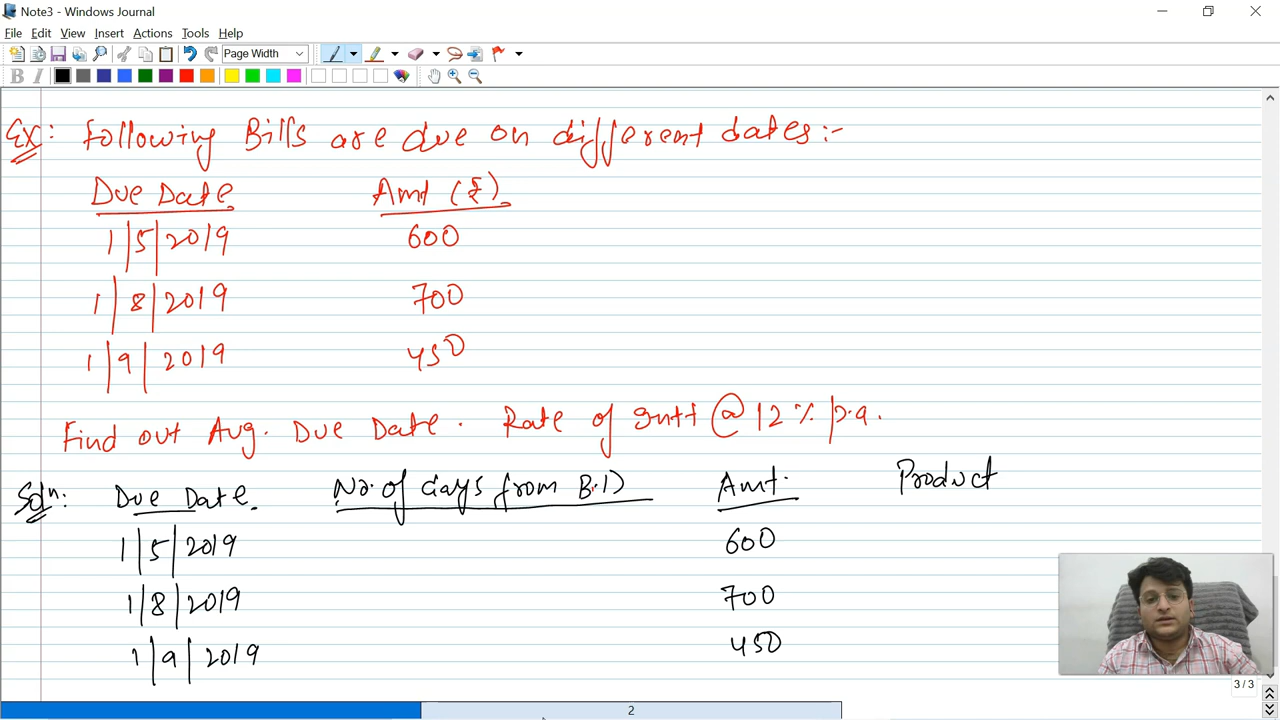 Note3 - Windows Journal
File Edit View Insert Actions Tools Help
Page Width
B I
Ex: Following Bills are due on different dates:-
Due Date Amt (₹)
1|5|2019 600
1|8|2019 700
1|9|2019 450
Find out Avg. Due Date. Rate of Intt @ 12% p.a.
Soln: Due Date No. of days from B.D Amt. Product
1|5|2019 600
1|8|2019 700
1|9|2019 450
3 / 3
2